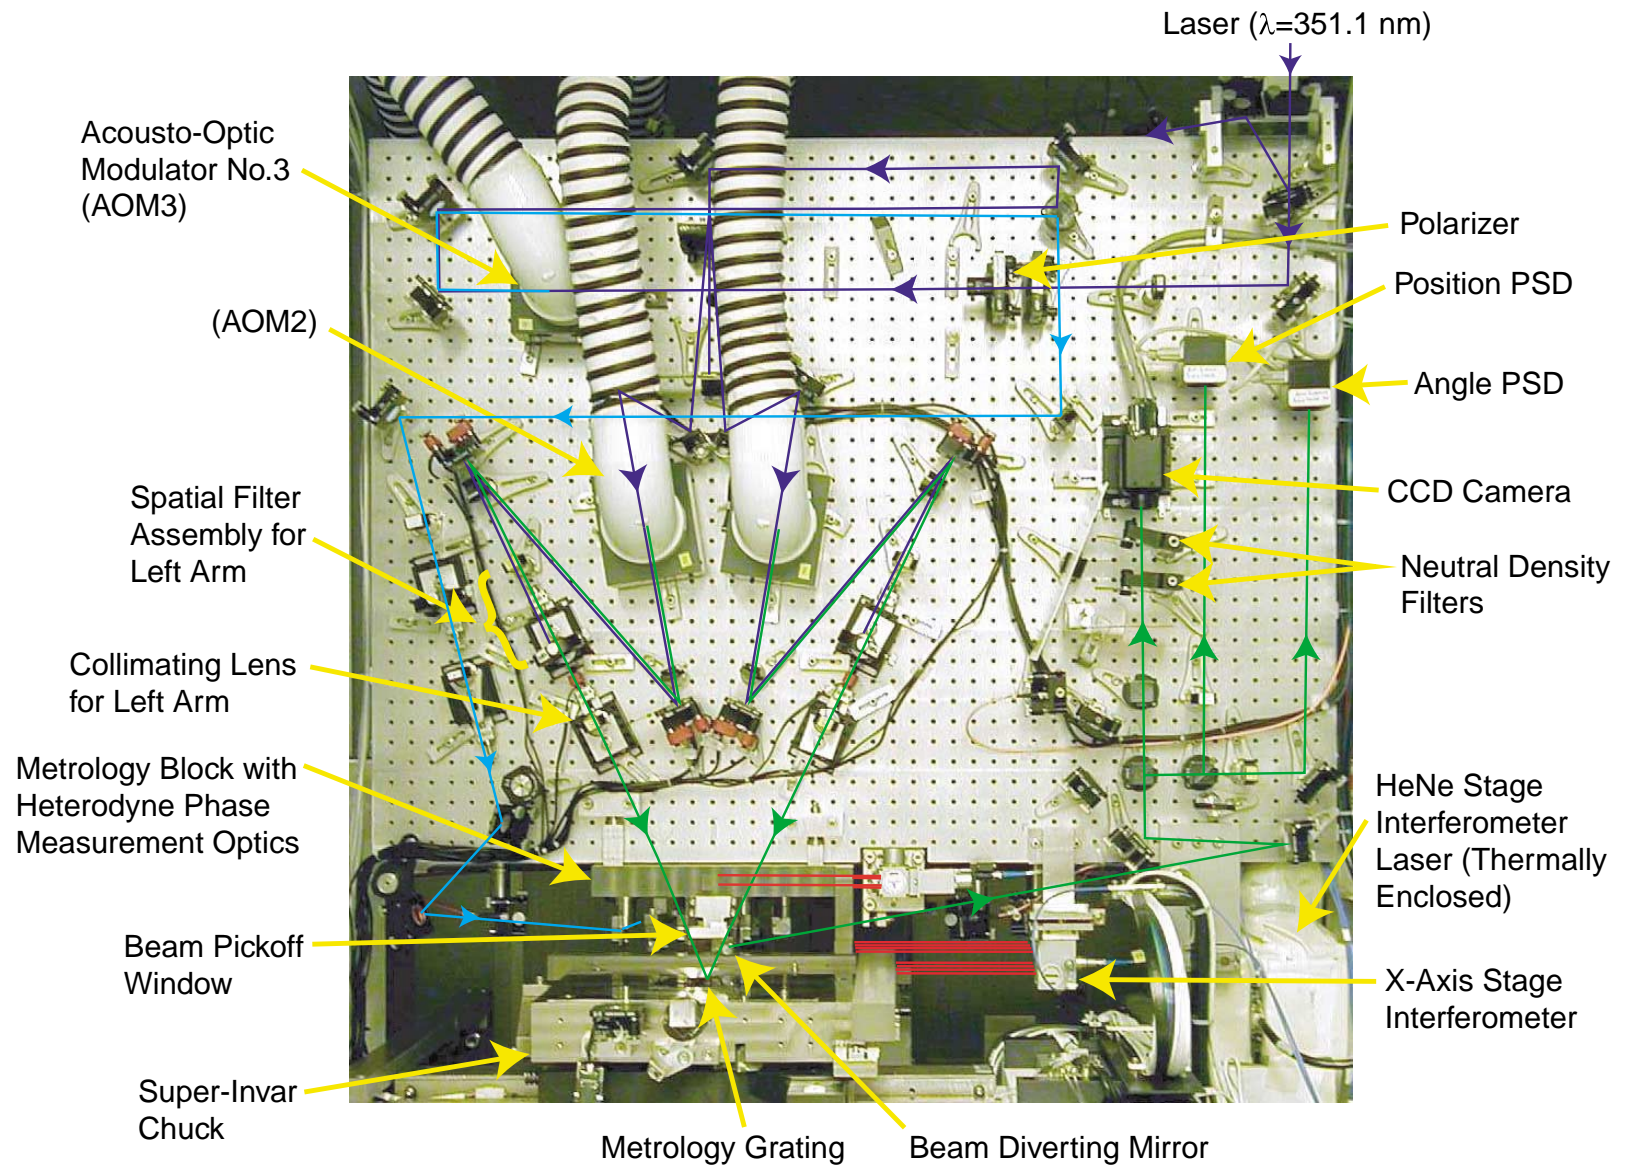 Laser (λ=351.1 nm)
Acousto-Optic
Modulator No.3
(AOM3)
(AOM2)
Spatial Filter
Assembly for
Left Arm
Collimating Lens
for Left Arm
Metrology Block with
Heterodyne Phase
Measurement Optics
Beam Pickoff
Window
Super-Invar
Chuck
Metrology Grating
Beam Diverting Mirror
Polarizer
Position PSD
Angle PSD
CCD Camera
Neutral Density
Filters
HeNe Stage
Interferometer
Laser (Thermally
Enclosed)
X-Axis Stage
Interferometer